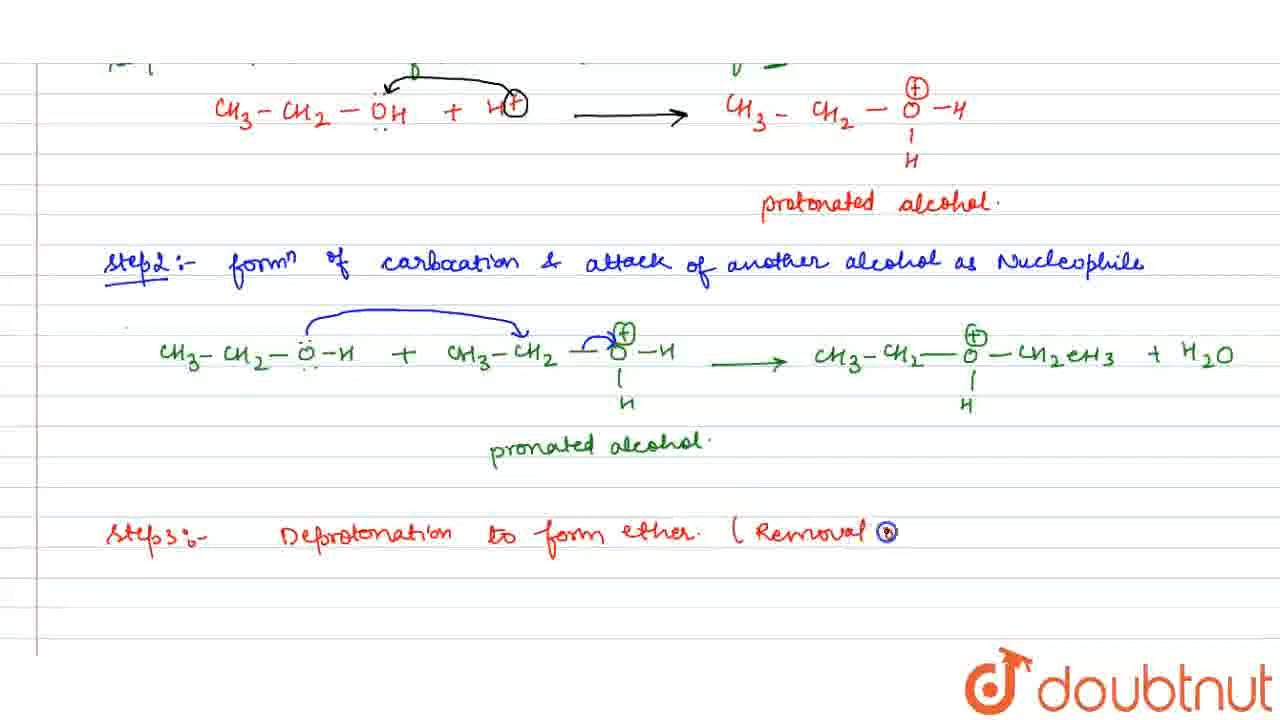 CH3 - CH2 - OH + H+ → CH3 - CH2 - O+ - H
H
protonated alcohol.
Step2:- formn of carbocation & attack of another alcohol as Nucleophile
CH3 - CH2 - O - H + CH3 - CH2 - O+ - H → CH3 - CH2 - O+ - CH2CH3 + H2O
H H
pronated alcohol.
Step3:- Deprotonation to form ether. ( Removal
doubtnut